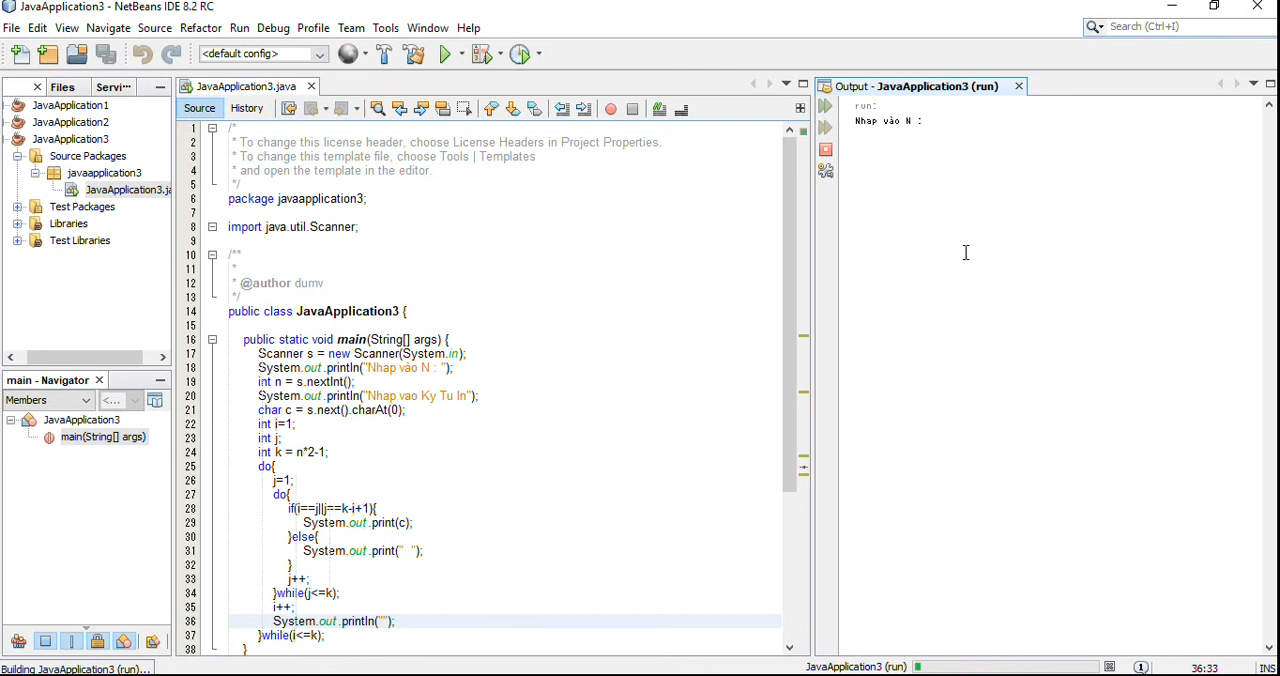 JavaApplication3 - NetBeans IDE 8.2 RC
File Edit View Navigate Source Refactor Run Debug Profile Team Tools Window Help
Search (Ctrl+I)
<default config>
Files Servi...
JavaApplication1
JavaApplication2
JavaApplication3
Source Packages
javaapplication3
JavaApplication3.ja
Test Packages
Libraries
Test Libraries
main - Navigator
Members <...
JavaApplication3
main(String[] args)
JavaApplication3.java
Source History
1 /*
2 * To change this license header, choose License Headers in Project Properties.
3 * To change this template file, choose Tools | Templates
4 * and open the template in the editor.
5 */
6 package javaapplication3;
7
8 import java.util.Scanner;
9
10 /**
11 *
12 * @author dumv
13 */
14 public class JavaApplication3 {
15
16 public static void main(String[] args) {
17 Scanner s = new Scanner(System.in);
18 System.out.println("Nhap vào N : ");
19 int n = s.nextInt();
20 System.out.println("Nhap vao Ky Tu In");
21 char c = s.next().charAt(0);
22 int i=1;
23 int j;
24 int k = n*2-1;
25 do{
26 j=1;
27 do{
28 if(i==j||j==k-i+1){
29 System.out.print(c);
30 }else{
31 System.out.print(" ");
32 }
33 j++;
34 }while(j<=k);
35 i++;
36 System.out.println("");
37 }while(i<=k);
38 }
Output - JavaApplication3 (run)
run:
Nhap vào N :
Building JavaApplication3 (run)...
JavaApplication3 (run)
1
36:33
INS